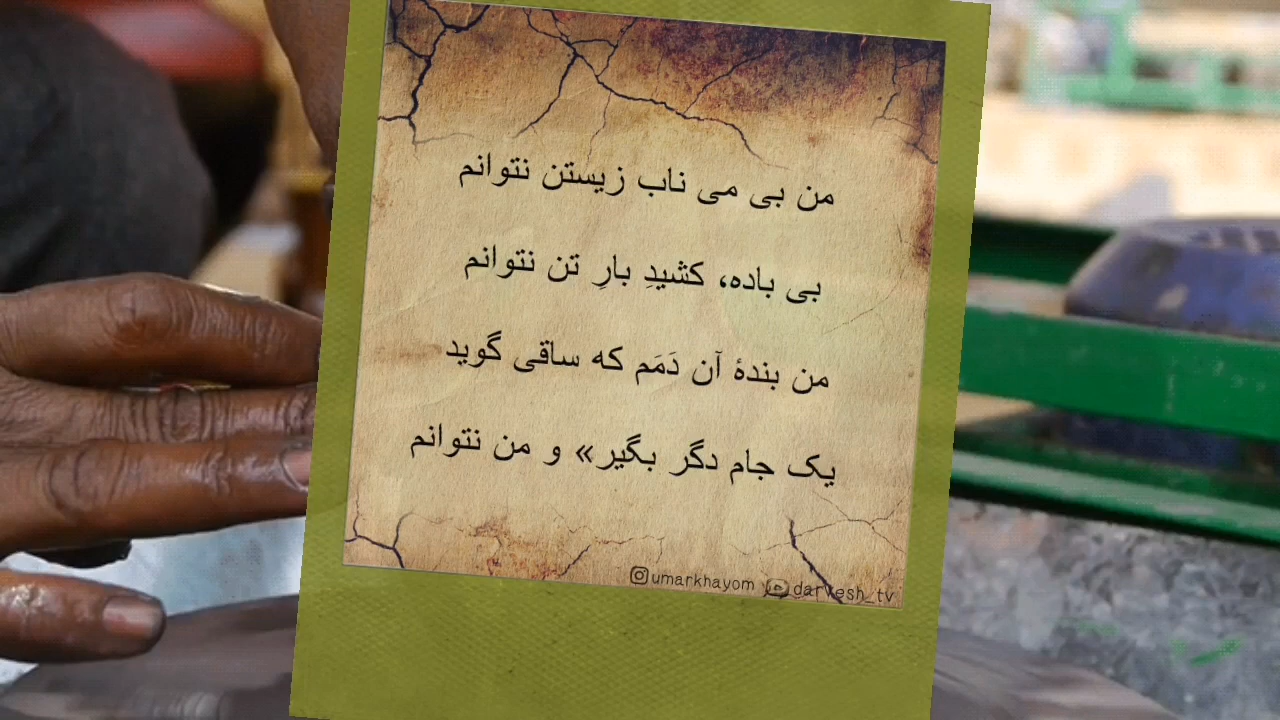 من بی می ناب زیستن نتوانم
بی باده، کشیدِ بارِ تن نتوانم
من بندهٔ آن دَمَم که ساقی گوید
یک جام دگر بگیر» و من نتوانم
umarkhayom darvesh_tv